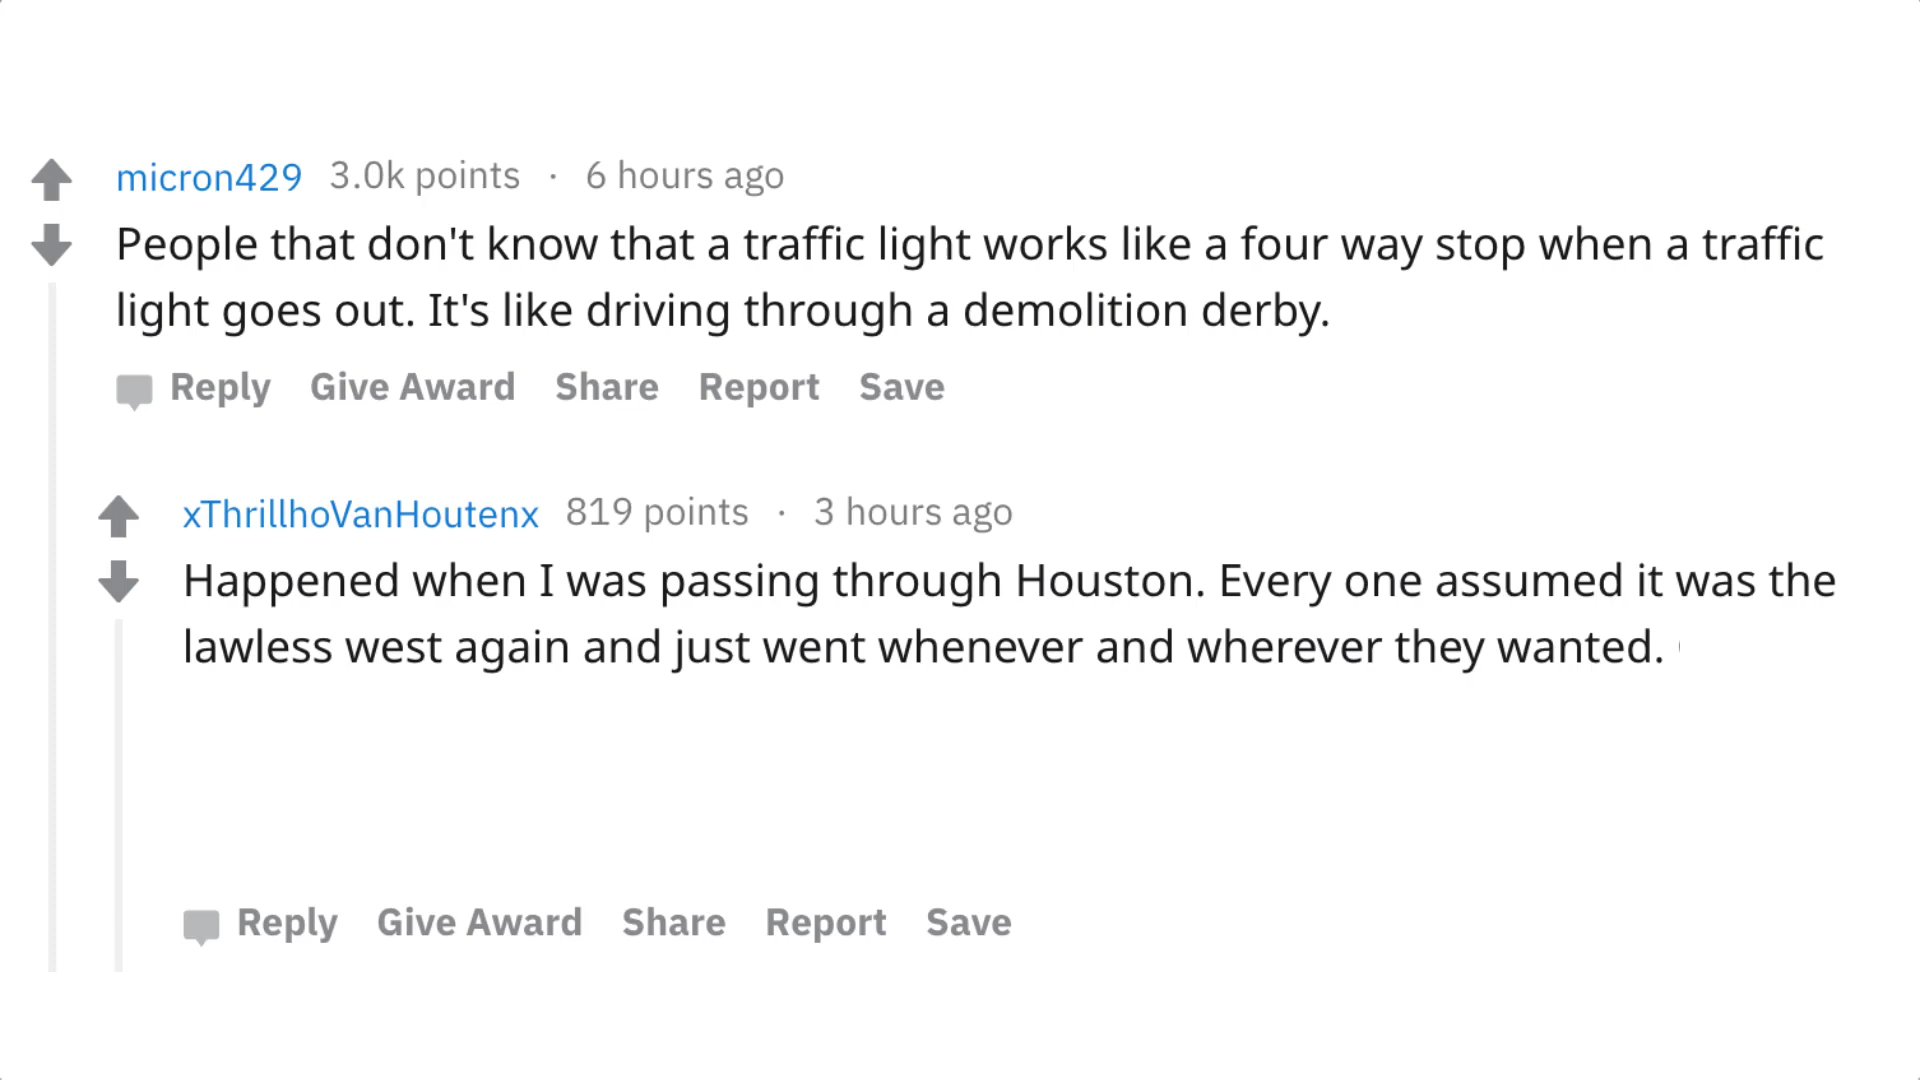 micron429 3.0k points · 6 hours ago
People that don't know that a traffic light works like a four way stop when a traffic
light goes out. It's like driving through a demolition derby.
Reply Give Award Share Report Save
xThrillhoVanHoutenx 819 points · 3 hours ago
Happened when I was passing through Houston. Every one assumed it was the
lawless west again and just went whenever and wherever they wanted.
Reply Give Award Share Report Save